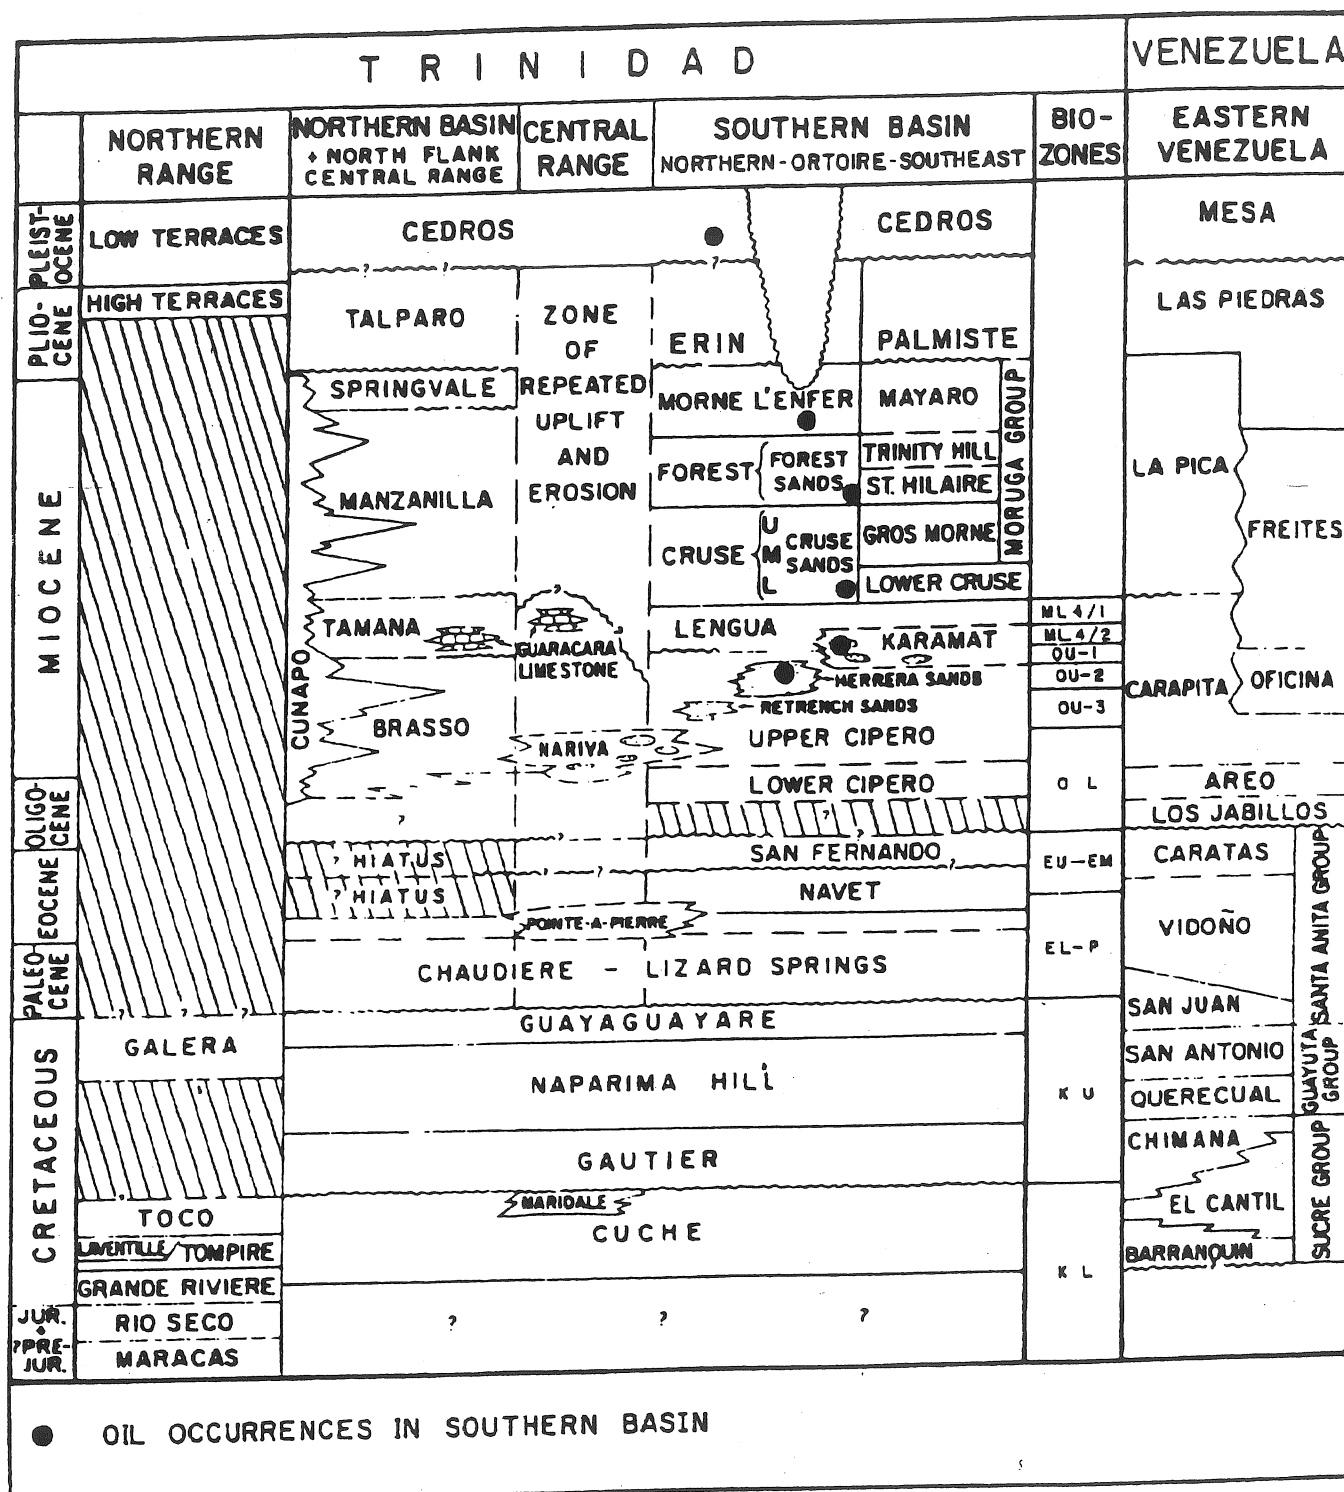 TRINIDAD
VENEZUELA
NORTHERN
RANGE
NORTHERN BASIN
+ NORTH FLANK
CENTRAL RANGE
CENTRAL
RANGE
SOUTHERN BASIN
NORTHERN-ORTOIRE-SOUTHEAST
BIO-
ZONES
EASTERN
VENEZUELA
PLEIST-
OCENE
PLIO-
CENE
MIOCENE
OLIGO-
CENE
EOCENE
PALEO-
CENE
CRETACEOUS
JUR.
+
?PRE-
JUR.
LOW TERRACES
HIGH TERRACES
? ? ?
GALERA
TOCO
LAVENTILLE/TOMPIRE
GRANDE RIVIERE
RIO SECO
MARACAS
CEDROS
? ?
TALPARO
SPRINGVALE
MANZANILLA
TAMANA
CUNAPO
BRASSO
?
? HIATUS
? HIATUS
ZONE
OF
REPEATED
UPLIFT
AND
EROSION
?
GUARACARA
LIMESTONE
NARIVA
POINTE-A-PIERRE
CHAUDIERE - LIZARD SPRINGS
GUAYAGUAYARE
NAPARIMA HILL
GAUTIER
MARIDALE
CUCHE
? ? ?
CEDROS
?
ERIN
PALMISTE
MORNE L'ENFER
MAYARO
FOREST
FOREST
SANDS
TRINITY HILL
ST. HILAIRE
CRUSE
U
M
L
CRUSE
SANDS
GROS MORNE
LOWER CRUSE
MORUGA GROUP
LENGUA
KARAMAT
HERRERA SANDS
RETRENCH SANDS
UPPER CIPERO
LOWER CIPERO
?
SAN FERNANDO
NAVET
ML 4/1
ML 4/2
OU-1
OU-2
OU-3
OL
EU-EM
EL-P
KU
KL
MESA
LAS PIEDRAS
LA PICA
FREITES
CARAPITA
OFICINA
AREO
LOS JABILLOS
CARATAS
VIDOÑO
SAN JUAN
SANTA ANITA GROUP
SAN ANTONIO
QUERECUAL
GUAYUTA
GROUP
CHIMANA
EL CANTIL
BARRANQUIN
SUCRE GROUP
OIL OCCURRENCES IN SOUTHERN BASIN